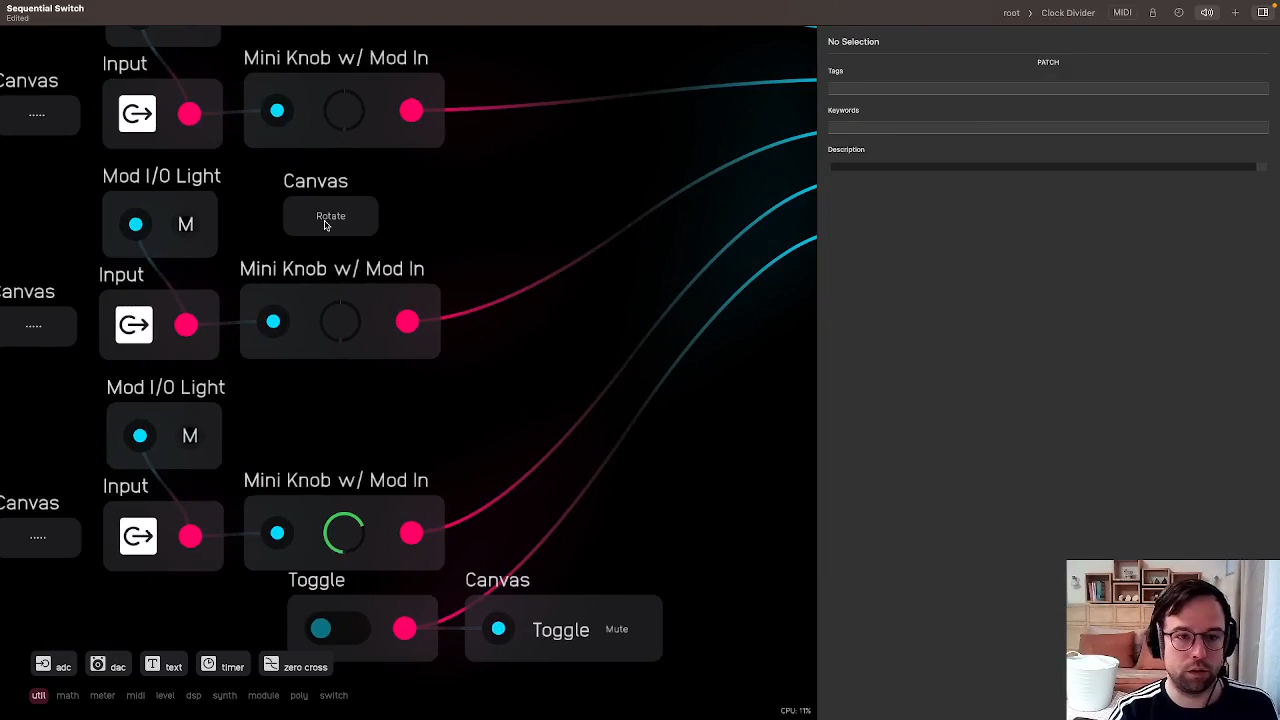 Sequential Switch
Edited
root › Clock Divider MIDI
No Selection
PATCH
Tags
Keywords
Description
Input
Mini Knob w/ Mod In
Canvas
.....
Mod I/O Light
M
Canvas
Rotate
Input
Mini Knob w/ Mod In
Canvas
.....
Mod I/O Light
M
Input
Mini Knob w/ Mod In
Canvas
.....
Toggle
Canvas
Toggle Mute
adc dac T text timer zero cross
util math meter midi level dsp synth module poly switch
CPU: 11%